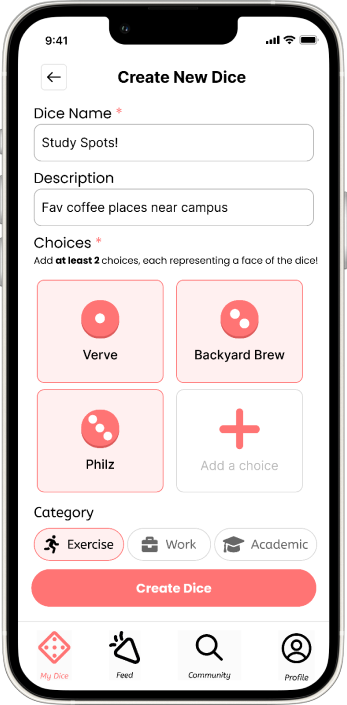 9:41
Create New Dice
Dice Name *
Study Spots!
Description
Fav coffee places near campus
Choices *
Add at least 2 choices, each representing a face of the dice!
Verve
Backyard Brew
Philz
Add a choice
Category
Exercise
Work
Academic
Create Dice
My Dice
Feed
Community
Profile